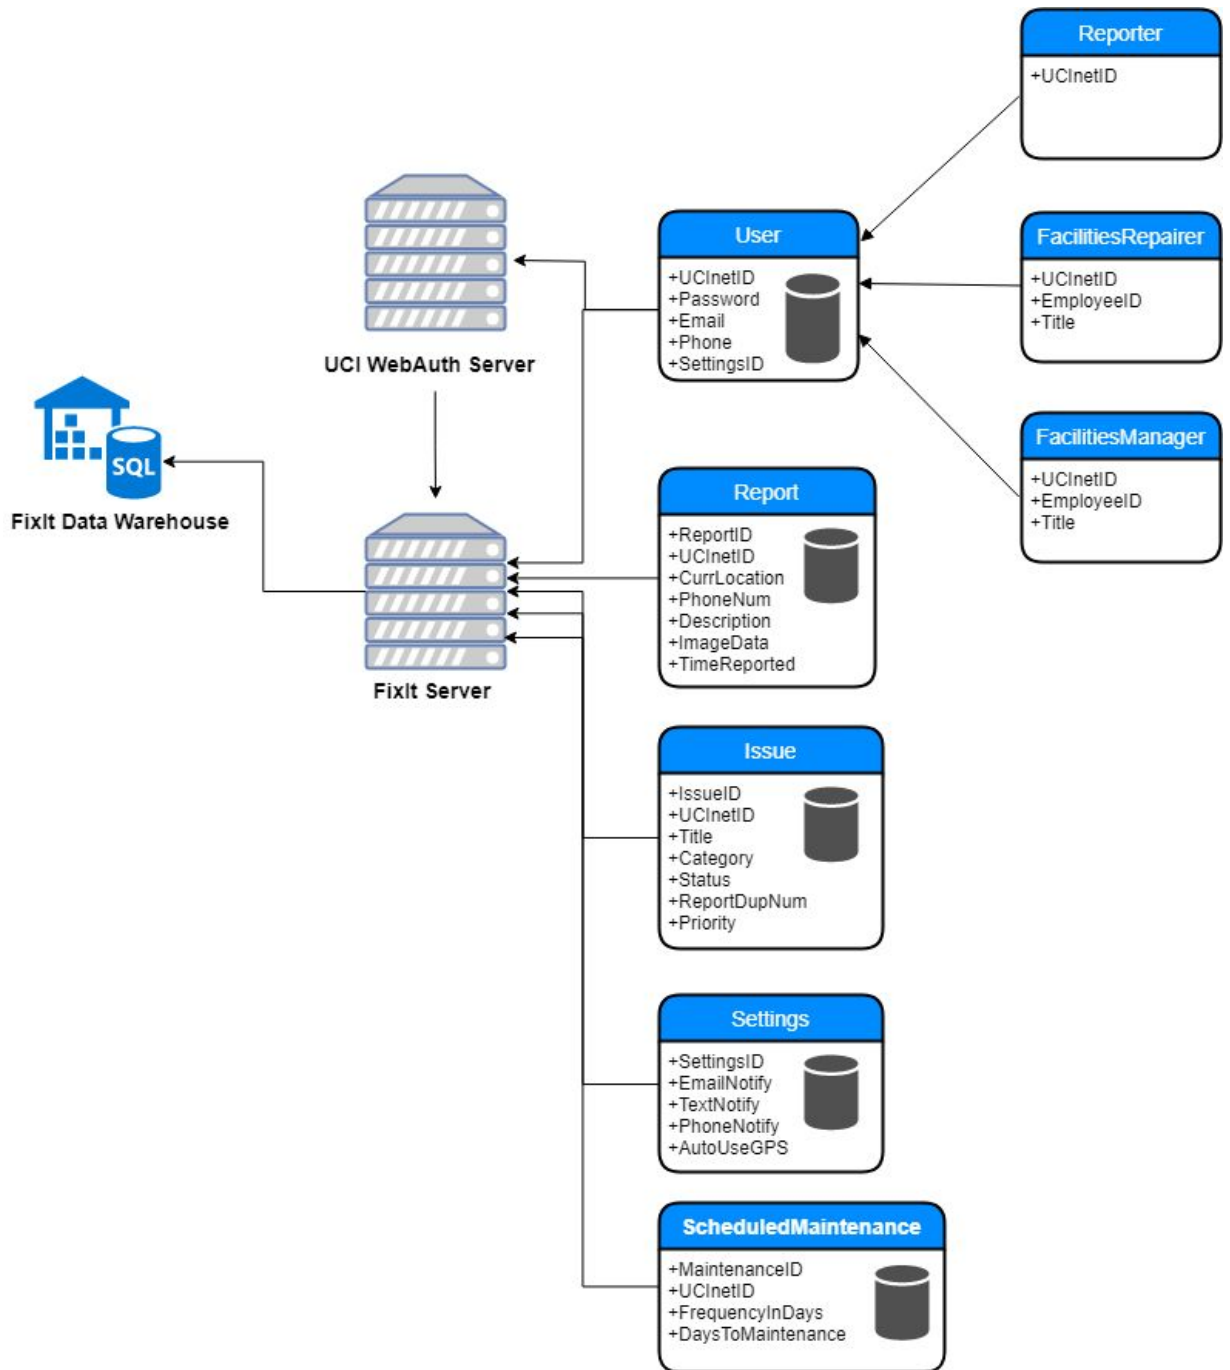 Reporter
+UCInetID
User
+UCInetID
+Password
+Email
+Phone
+SettingsID
FacilitiesRepairer
+UCInetID
+EmployeeID
+Title
UCI WebAuth Server
FacilitiesManager
+UCInetID
+EmployeeID
+Title
SQL
FixIt Data Warehouse
Report
+ReportID
+UCInetID
+CurrLocation
+PhoneNum
+Description
+ImageData
+TimeReported
FixIt Server
Issue
+IssueID
+UCInetID
+Title
+Category
+Status
+ReportDupNum
+Priority
Settings
+SettingsID
+EmailNotify
+TextNotify
+PhoneNotify
+AutoUseGPS
ScheduledMaintenance
+MaintenanceID
+UCInetID
+FrequencyInDays
+DaysToMaintenance